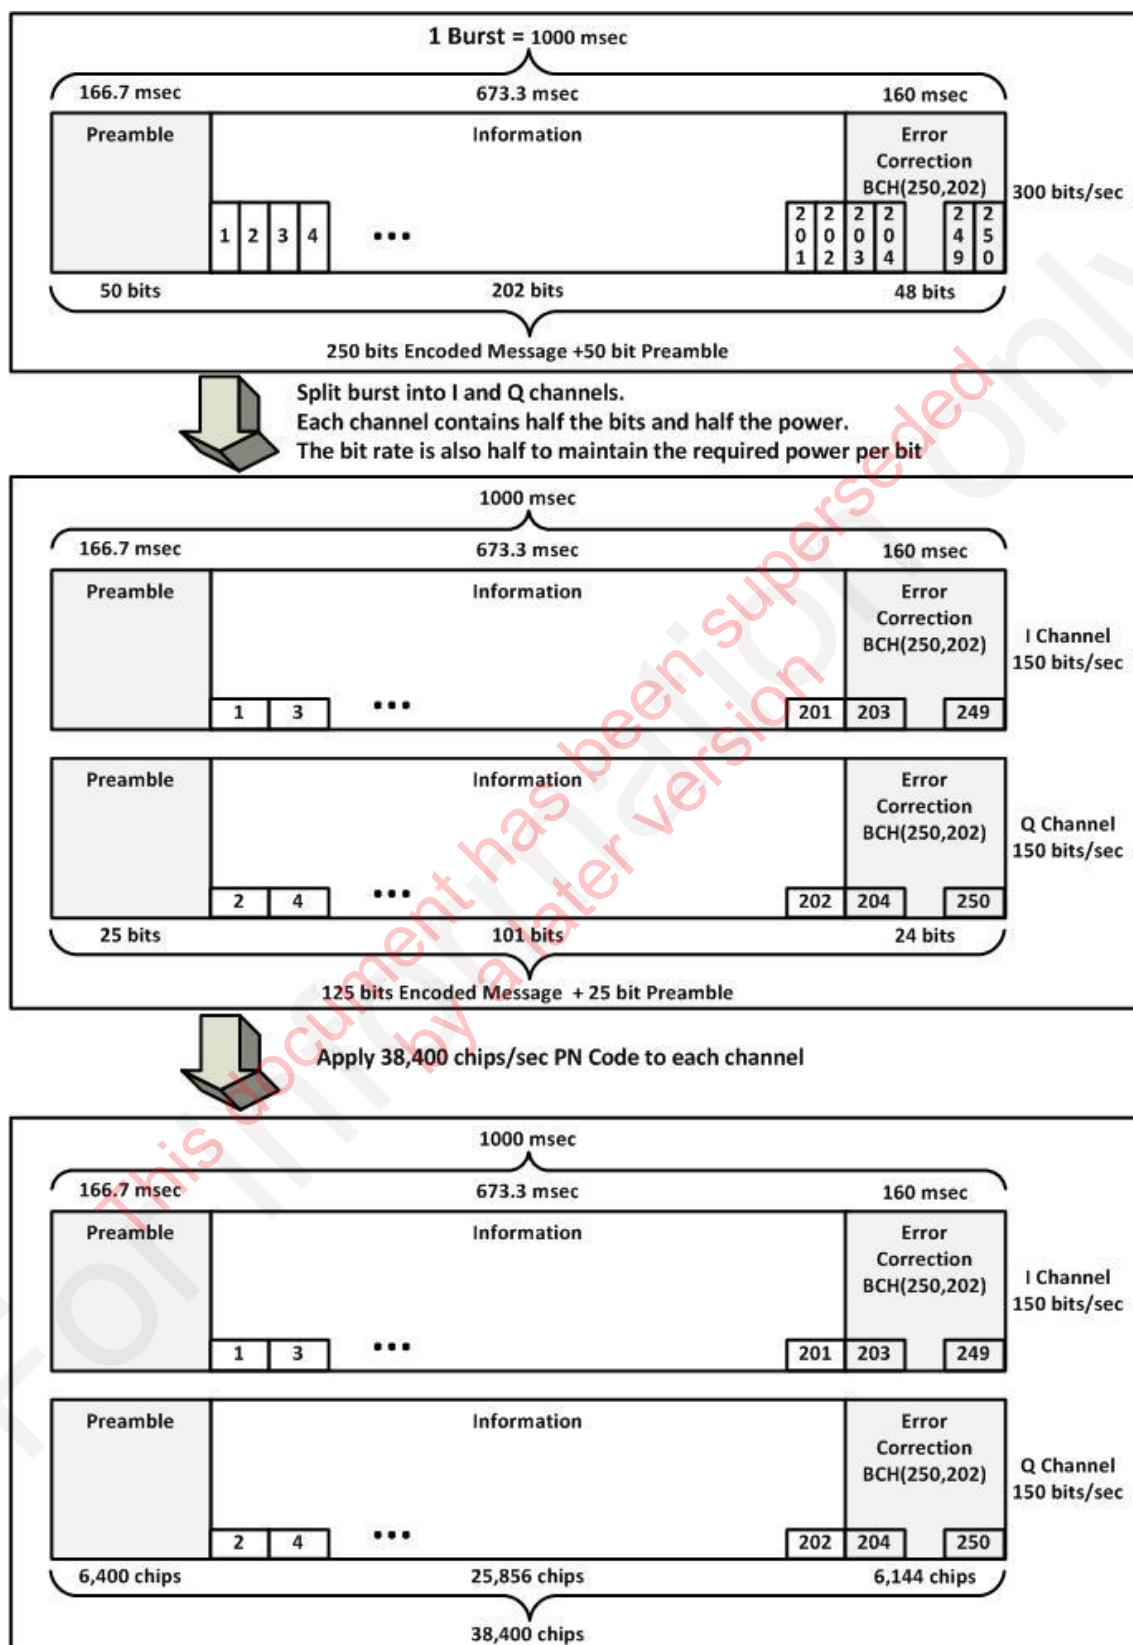 1 Burst = 1000 msec
166.7 msec 673.3 msec 160 msec
Preamble Information Error
Correction
BCH(250,202)
300 bits/sec
1 2 3 4 ••• 201 202 203 204 249 250
50 bits 202 bits 48 bits
250 bits Encoded Message +50 bit Preamble
Split burst into I and Q channels.
Each channel contains half the bits and half the power.
The bit rate is also half to maintain the required power per bit
1000 msec
166.7 msec 673.3 msec 160 msec
Preamble Information Error
Correction
BCH(250,202)
I Channel
150 bits/sec
1 3 ••• 201 203 249
Preamble Information Error
Correction
BCH(250,202)
Q Channel
150 bits/sec
2 4 ••• 202 204 250
25 bits 101 bits 24 bits
125 bits Encoded Message + 25 bit Preamble
Apply 38,400 chips/sec PN Code to each channel
1000 msec
166.7 msec 673.3 msec 160 msec
Preamble Information Error
Correction
BCH(250,202)
I Channel
150 bits/sec
1 3 ••• 201 203 249
Preamble Information Error
Correction
BCH(250,202)
Q Channel
150 bits/sec
2 4 ••• 202 204 250
6,400 chips 25,856 chips 6,144 chips
38,400 chips
This document has been superseded
by a later version
For information only